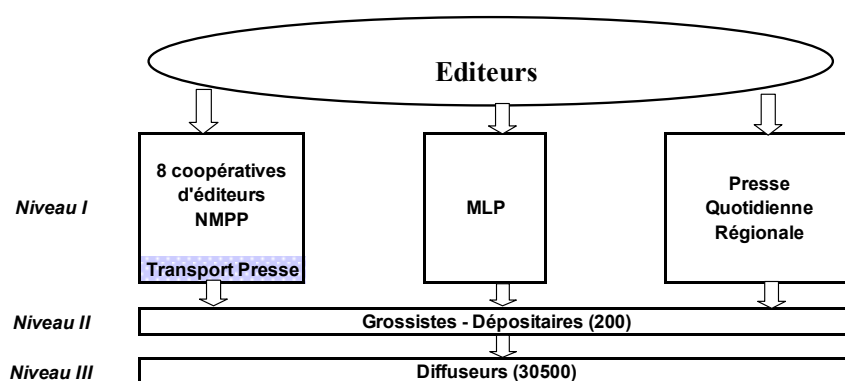 Editeurs
8 coopératives
d'éditeurs
NMPP
Niveau I
MLP
Presse
Quotidienne
Régionale
Transport Presse
Niveau II
Grossistes - Dépositaires (200)
Niveau III
Diffuseurs (30500)